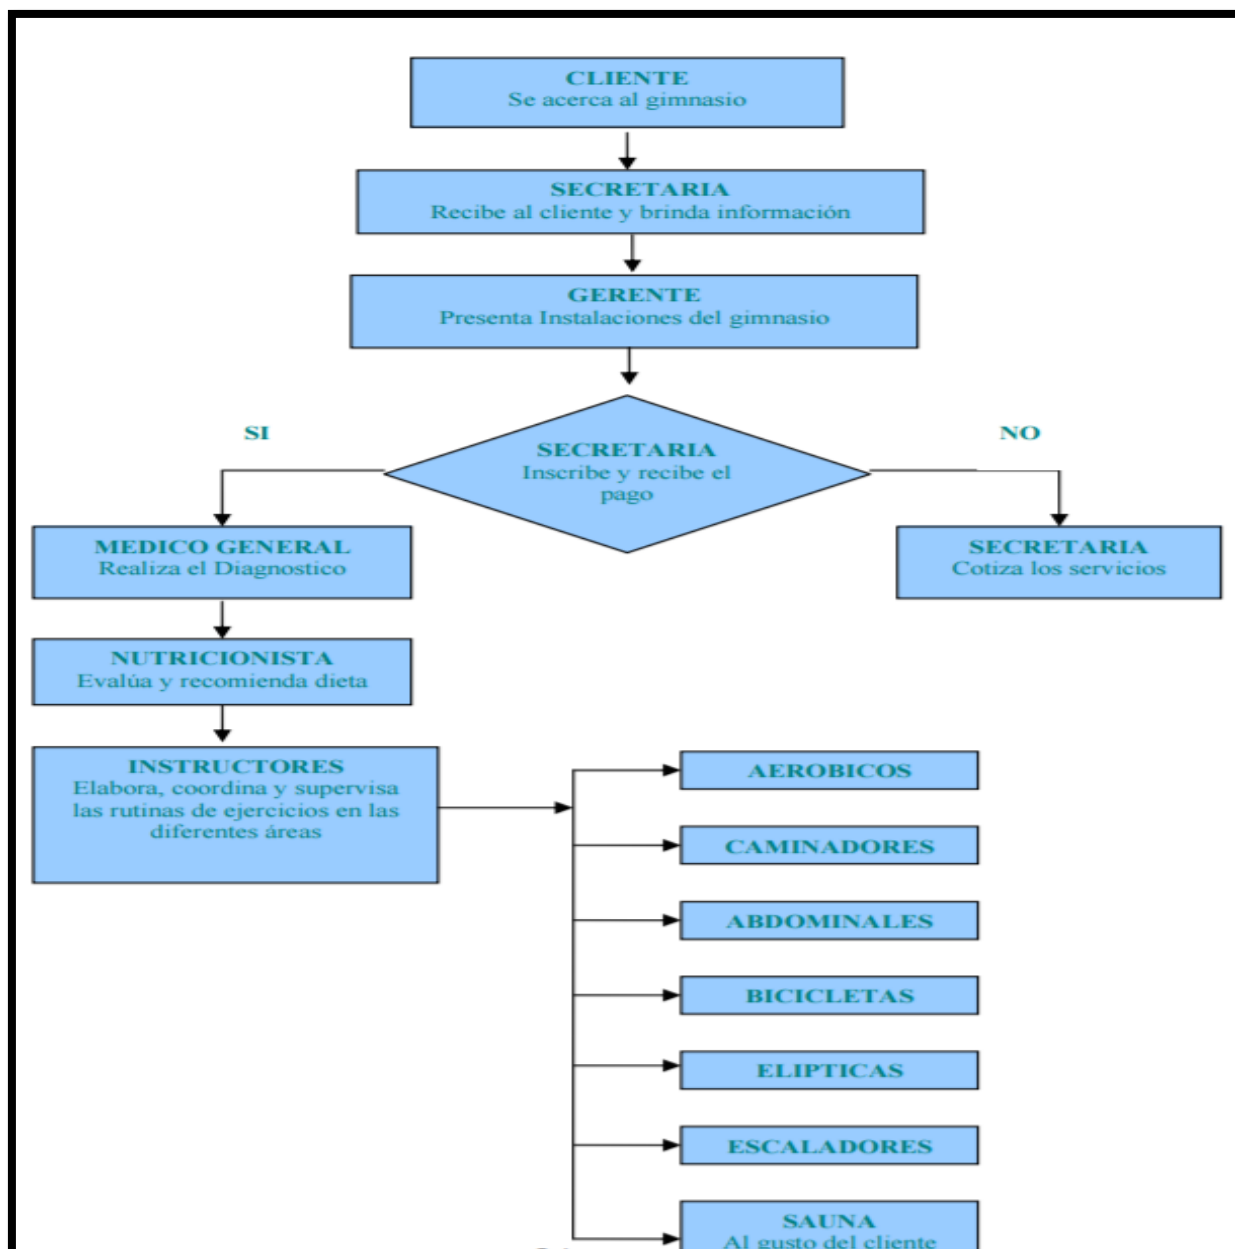 CLIENTE
Se acerca al gimnasio
SECRETARIA
Recibe al cliente y brinda información
GERENTE
Presenta Instalaciones del gimnasio
SI
NO
SECRETARIA
Inscribe y recibe el
pago
MEDICO GENERAL
Realiza el Diagnostico
SECRETARIA
Cotiza los servicios
NUTRICIONISTA
Evalúa y recomienda dieta
INSTRUCTORES
Elabora, coordina y supervisa
las rutinas de ejercicios en las
diferentes áreas
AEROBICOS
CAMINADORES
ABDOMINALES
BICICLETAS
ELIPTICAS
ESCALADORES
SAUNA
Al gusto del cliente